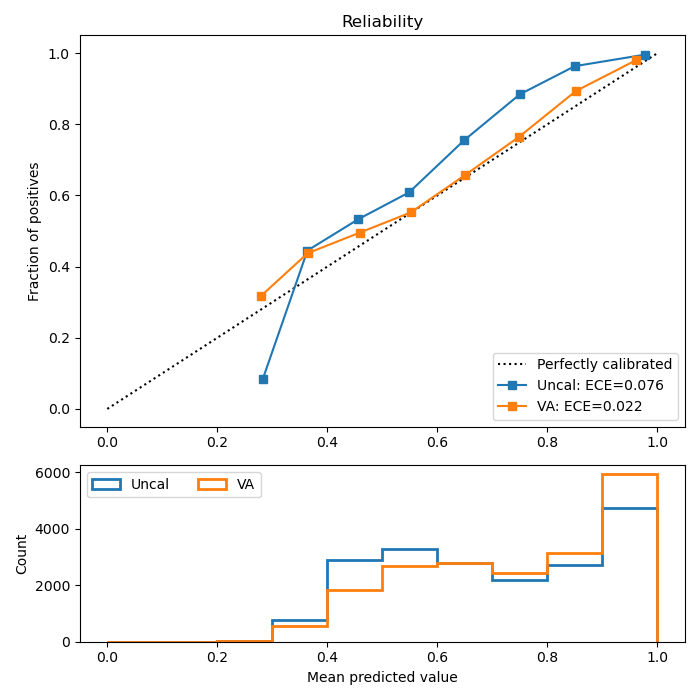 Reliability
Fraction of positives
1.0
0.8
0.6
0.4
0.2
0.0
Perfectly calibrated
Uncal: ECE=0.076
VA: ECE=0.022
0.0 0.2 0.4 0.6 0.8 1.0
Count
6000
4000
2000
0
Uncal VA
0.0 0.2 0.4 0.6 0.8 1.0
Mean predicted value